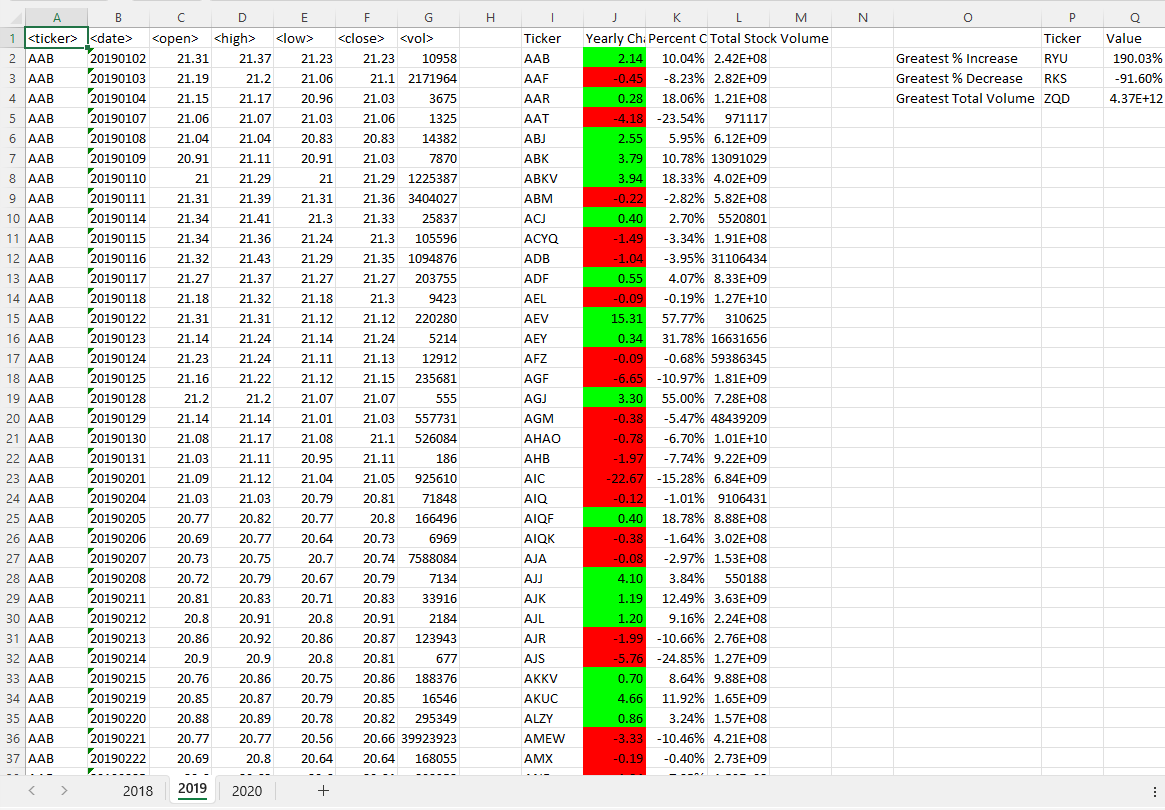 A B C D E F G H I J K L M N O P Q
1 <ticker> <date> <open> <high> <low> <close> <vol> Ticker Yearly Cha Percent C Total Stock Volume Ticker Value
2 AAB 20190102 21.31 21.37 21.23 21.23 10958 AAB 2.14 10.04% 2.42E+08 Greatest % Increase RYU 190.03%
3 AAB 20190103 21.19 21.2 21.06 21.1 2171964 AAF -0.45 -8.23% 2.82E+09 Greatest % Decrease RKS -91.60%
4 AAB 20190104 21.15 21.17 20.96 21.03 3675 AAR 0.28 18.06% 1.21E+08 Greatest Total Volume ZQD 4.37E+12
5 AAB 20190107 21.06 21.07 21.03 21.06 1325 AAT -4.18 -23.54% 971117
6 AAB 20190108 21.04 21.04 20.83 20.83 14382 ABJ 2.55 5.95% 6.12E+09
7 AAB 20190109 20.91 21.11 20.91 21.03 7870 ABK 3.79 10.78% 13091029
8 AAB 20190110 21 21.29 21 21.29 1225387 ABKV 3.94 18.33% 4.02E+09
9 AAB 20190111 21.31 21.39 21.31 21.36 3404027 ABM -0.22 -2.82% 5.82E+08
10 AAB 20190114 21.34 21.41 21.3 21.33 25837 ACJ 0.40 2.70% 5520801
11 AAB 20190115 21.34 21.36 21.24 21.3 105596 ACYQ -1.49 -3.34% 1.91E+08
12 AAB 20190116 21.32 21.43 21.29 21.35 1094876 ADB -1.04 -3.95% 31106434
13 AAB 20190117 21.27 21.37 21.27 21.27 203755 ADF 0.55 4.07% 8.33E+09
14 AAB 20190118 21.18 21.32 21.18 21.3 9423 AEL -0.09 -0.19% 1.27E+10
15 AAB 20190122 21.31 21.31 21.12 21.12 220280 AEV 15.31 57.77% 310625
16 AAB 20190123 21.14 21.24 21.14 21.24 5214 AEY 0.34 31.78% 16631656
17 AAB 20190124 21.23 21.24 21.11 21.13 12912 AFZ -0.09 -0.68% 59386345
18 AAB 20190125 21.16 21.22 21.12 21.15 235681 AGF -6.65 -10.97% 1.81E+09
19 AAB 20190128 21.2 21.2 21.07 21.07 555 AGJ 3.30 55.00% 7.28E+08
20 AAB 20190129 21.14 21.14 21.01 21.03 557731 AGM -0.38 -5.47% 48439209
21 AAB 20190130 21.08 21.17 21.08 21.1 526084 AHAO -0.78 -6.70% 1.01E+10
22 AAB 20190131 21.03 21.11 20.95 21.11 186 AHB -1.97 -7.74% 9.22E+09
23 AAB 20190201 21.09 21.12 21.04 21.05 925610 AIC -22.67 -15.28% 6.84E+09
24 AAB 20190204 21.03 21.03 20.79 20.81 71848 AIQ -0.12 -1.01% 9106431
25 AAB 20190205 20.77 20.82 20.77 20.8 166496 AIQF 0.40 18.78% 8.88E+08
26 AAB 20190206 20.69 20.77 20.64 20.73 6969 AIQK -0.38 -1.64% 3.02E+08
27 AAB 20190207 20.73 20.75 20.7 20.74 7588084 AJA -0.08 -2.97% 1.53E+08
28 AAB 20190208 20.72 20.79 20.67 20.79 7134 AJJ 4.10 3.84% 550188
29 AAB 20190211 20.81 20.83 20.71 20.83 33916 AJK 1.19 12.49% 3.63E+09
30 AAB 20190212 20.8 20.91 20.8 20.91 2184 AJL 1.20 9.16% 2.24E+08
31 AAB 20190213 20.86 20.92 20.86 20.87 123943 AJR -1.99 -10.66% 2.76E+08
32 AAB 20190214 20.9 20.9 20.8 20.81 677 AJS -5.76 -24.85% 1.27E+09
33 AAB 20190215 20.76 20.86 20.75 20.86 188376 AKKV 0.70 8.64% 9.88E+08
34 AAB 20190219 20.85 20.87 20.79 20.85 16546 AKUC 4.66 11.92% 1.65E+09
35 AAB 20190220 20.88 20.89 20.78 20.82 295349 ALZY 0.86 3.24% 1.57E+08
36 AAB 20190221 20.77 20.77 20.56 20.66 39923923 AMEW -3.33 -10.46% 4.21E+08
37 AAB 20190222 20.69 20.8 20.64 20.64 168055 AMX -0.19 -0.40% 2.73E+09
2018 2019 2020